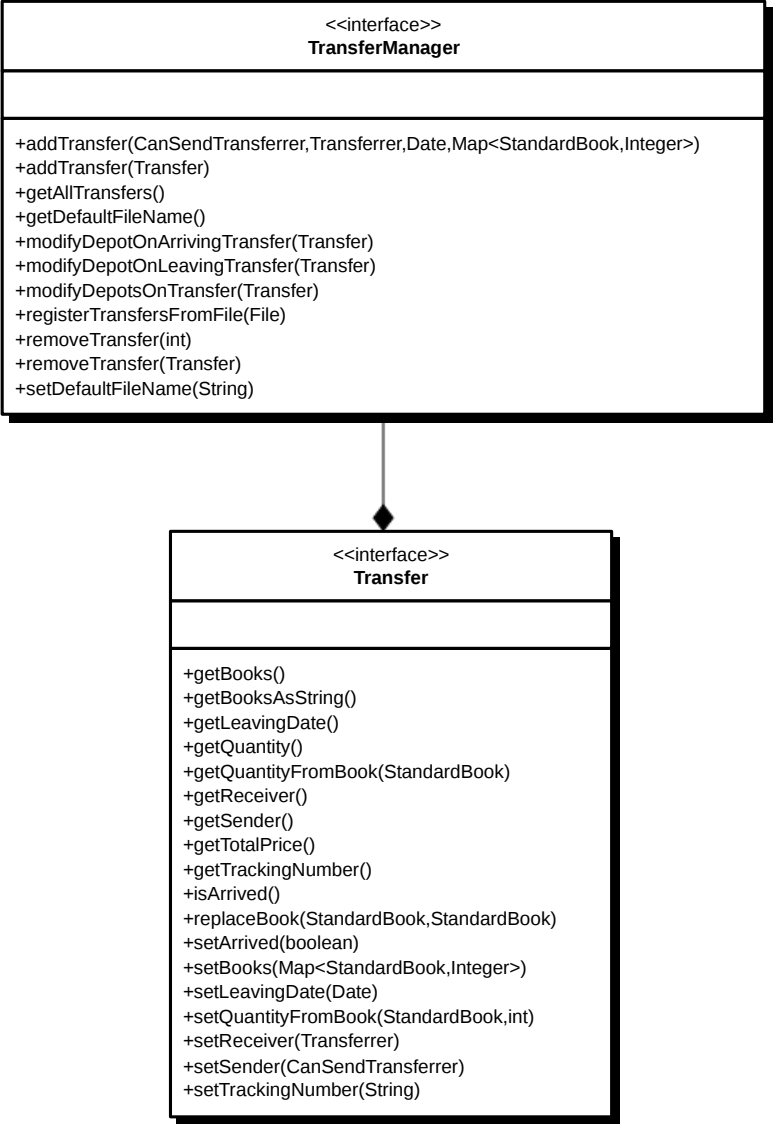 <<interface>>
TransferManager
+addTransfer(CanSendTransferrer,Transferrer,Date,Map<StandardBook,Integer>)
+addTransfer(Transfer)
+getAllTransfers()
+getDefaultFileName()
+modifyDepotOnArrivingTransfer(Transfer)
+modifyDepotOnLeavingTransfer(Transfer)
+modifyDepotsOnTransfer(Transfer)
+registerTransfersFromFile(File)
+removeTransfer(int)
+removeTransfer(Transfer)
+setDefaultFileName(String)
<<interface>>
Transfer
+getBooks()
+getBooksAsString()
+getLeavingDate()
+getQuantity()
+getQuantityFromBook(StandardBook)
+getReceiver()
+getSender()
+getTotalPrice()
+getTrackingNumber()
+isArrived()
+replaceBook(StandardBook,StandardBook)
+setArrived(boolean)
+setBooks(Map<StandardBook,Integer>)
+setLeavingDate(Date)
+setQuantityFromBook(StandardBook,int)
+setReceiver(Transferrer)
+setSender(CanSendTransferrer)
+setTrackingNumber(String)